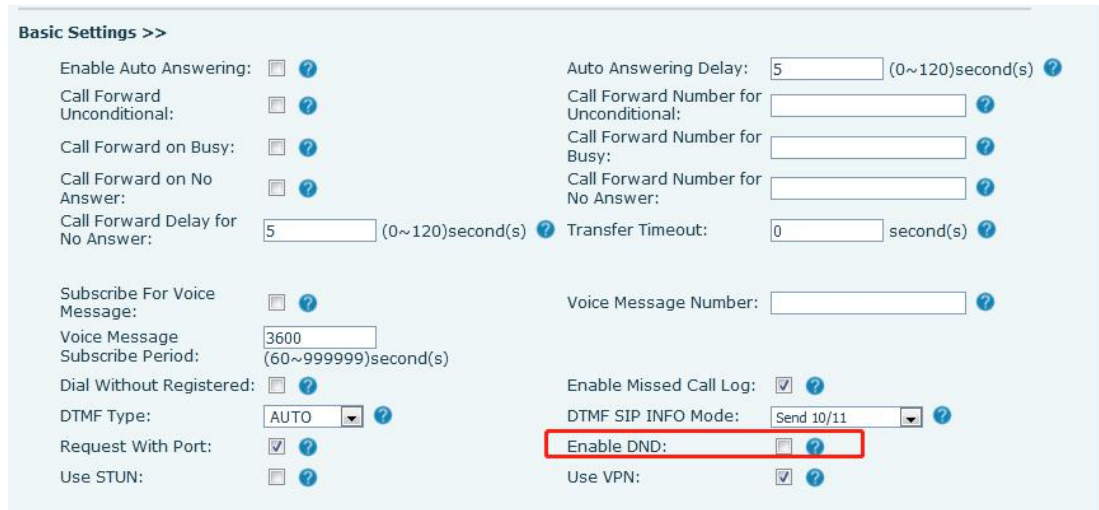 Basic Settings >>
Enable Auto Answering: ? Auto Answering Delay: 5 (0~120)second(s) ?
Call Forward
Unconditional: ? Call Forward Number for
Unconditional: ?
Call Forward on Busy: ? Call Forward Number for
Busy: ?
Call Forward on No
Answer: ? Call Forward Number for
No Answer: ?
Call Forward Delay for
No Answer: 5 (0~120)second(s) ? Transfer Timeout: 0 second(s) ?
Subscribe For Voice
Message: ? Voice Message Number: ?
Voice Message
Subscribe Period: 3600
(60~999999)second(s)
Dial Without Registered: ? Enable Missed Call Log: ?
DTMF Type: AUTO ? DTMF SIP INFO Mode: Send 10/11 ?
Request With Port: ? Enable DND: ?
Use STUN: ? Use VPN: ?